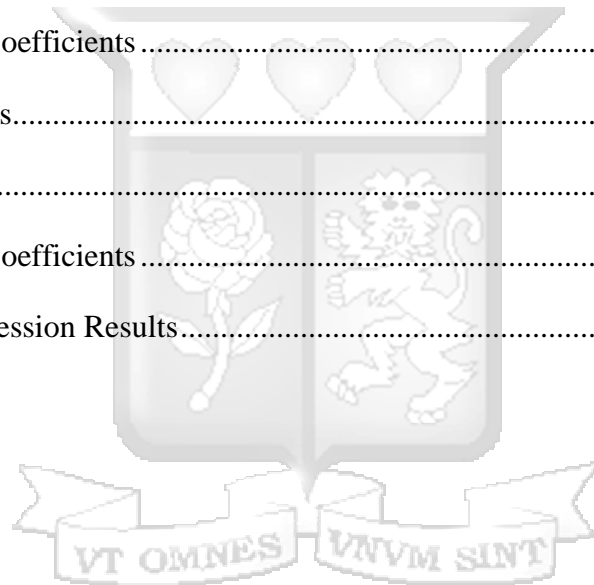 oefficients ..........................................................
s..............................................................................
................................................................................
oefficients ..........................................................
ession Results....................................................
VT OMNES VNVM SINT